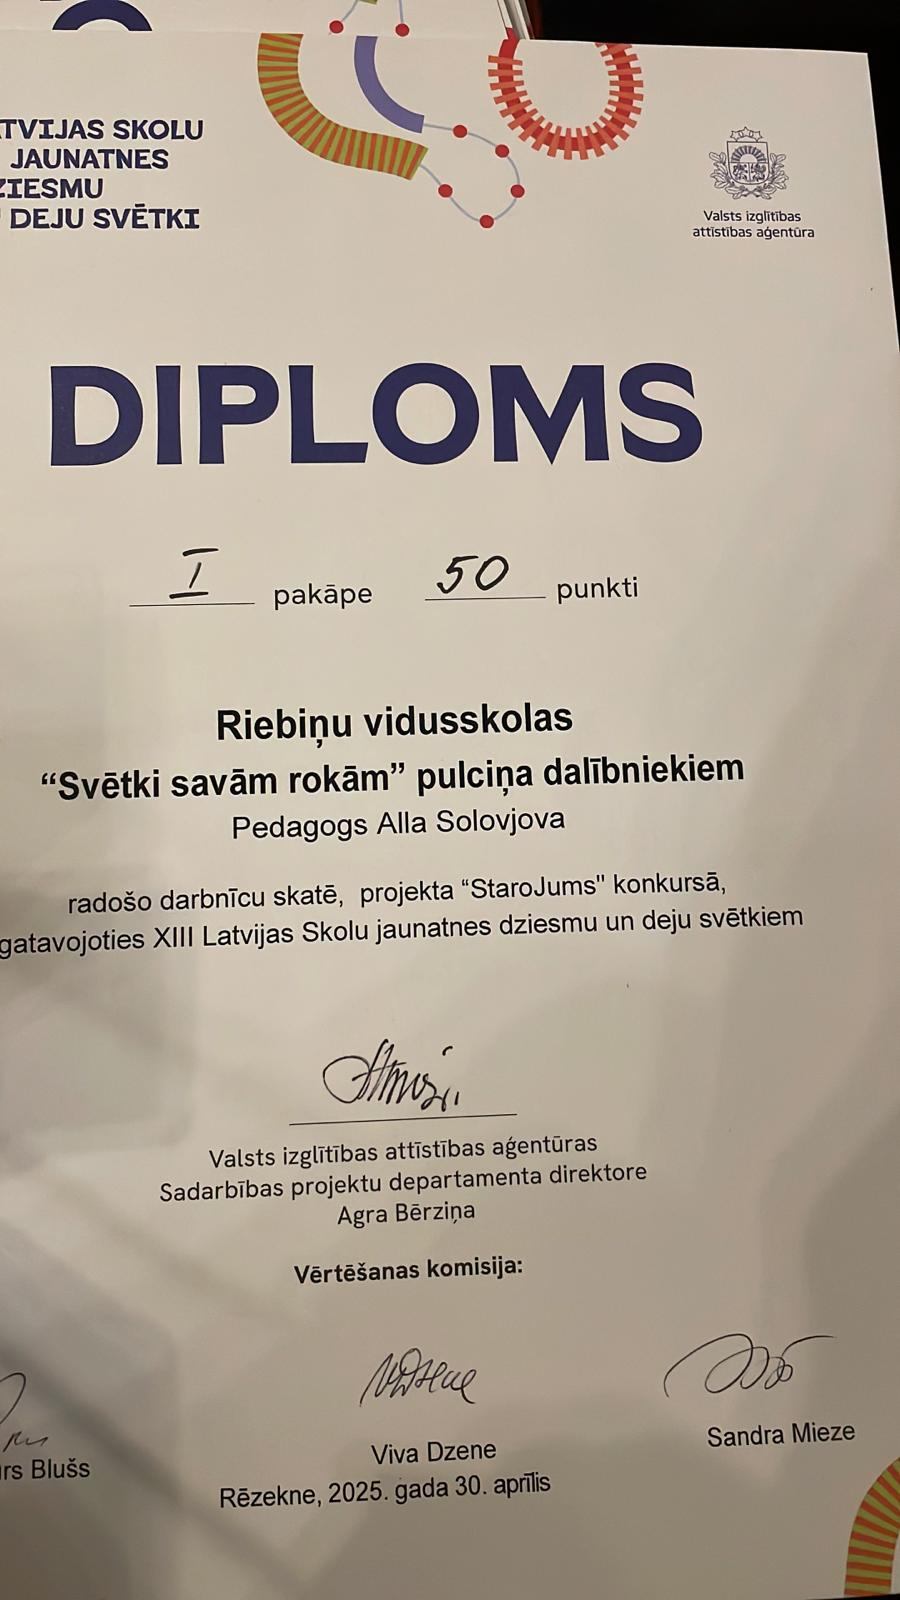 TVIJAS SKOLU
JAUNATNES
ZIESMU
DEJU SVĒTKI
Valsts izglītības
attīstības aģentūra
DIPLOMS
I pakāpe 50 punkti
Riebiņu vidusskolas
“Svētki savām rokām” pulciņa dalībniekiem
Pedagogs Alla Solovjova
radošo darbnīcu skatē, projekta “StaroJums" konkursā,
gatavojoties XIII Latvijas Skolu jaunatnes dziesmu un deju svētkiem
Valsts izglītības attīstības aģentūras
Sadarbības projektu departamenta direktore
Agra Bērziņa
Vērtēšanas komisija:
rs Blušs
Viva Dzene
Sandra Mieze
Rēzekne, 2025. gada 30. aprīlis